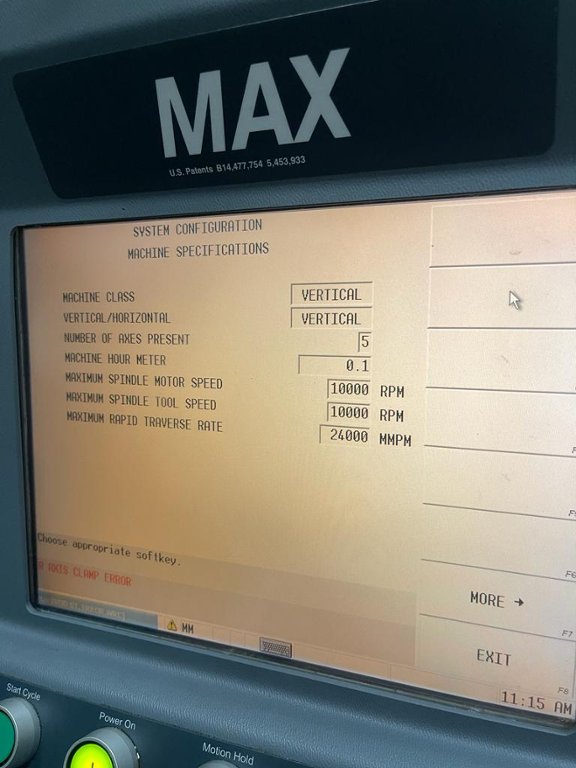 MAX
U.S. Patents B14,477,754 5,453,933
SYSTEM CONFIGURATION
MACHINE SPECIFICATIONS
MACHINE CLASS VERTICAL
VERTICAL/HORIZONTAL VERTICAL
NUMBER OF AXES PRESENT 5
MACHINE HOUR METER 0.1
MAXIMUM SPINDLE MOTOR SPEED 10000 RPM
MAXIMUM SPINDLE TOOL SPEED 10000 RPM
MAXIMUM RAPID TRAVERSE RATE 24000 MMPM
Choose appropriate softkey.
AXIS CLAMP ERROR
MM
F6
MORE →
F7
EXIT
F8
11:15 AM
Start Cycle
Power On
Motion Hold